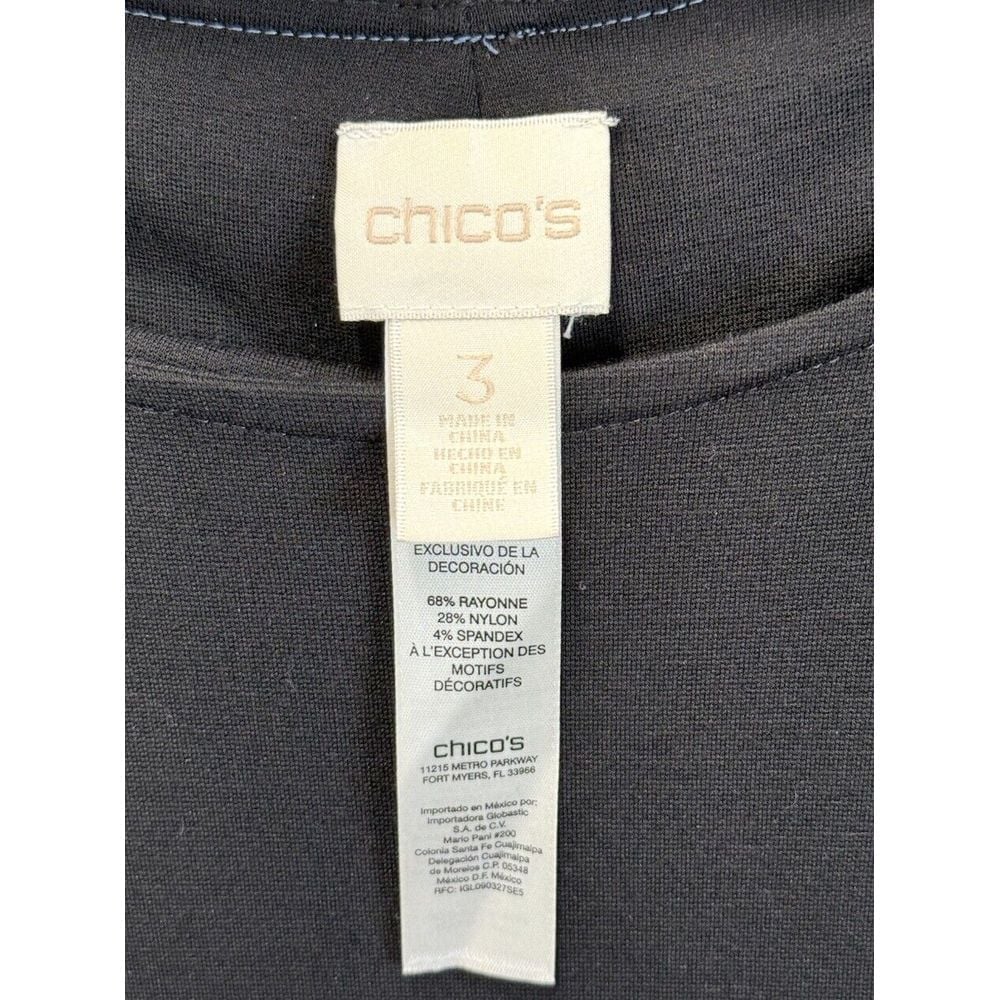 chico's
3
MADE IN
CHINA
HECHO EN
CHINA
FABRIQUÉ EN
CHINE
EXCLUSIVO DE LA
DECORACIÓN
68% RAYONNE
28% NYLON
4% SPANDEX
À L'EXCEPTION DES
MOTIFS
DÉCORATIFS
chico's
11215 METRO PARKWAY
FORT MYERS, FL 33966
Importado en México por:
Importadora Globastic
S.A. de C.V.
Mario Pani #200
Colonia Santa Fe Cuajimalpa
Delegación Cuajimalpa
de Morelos C.P. 05348
México D.F. México
RFC: IGL090327SE5